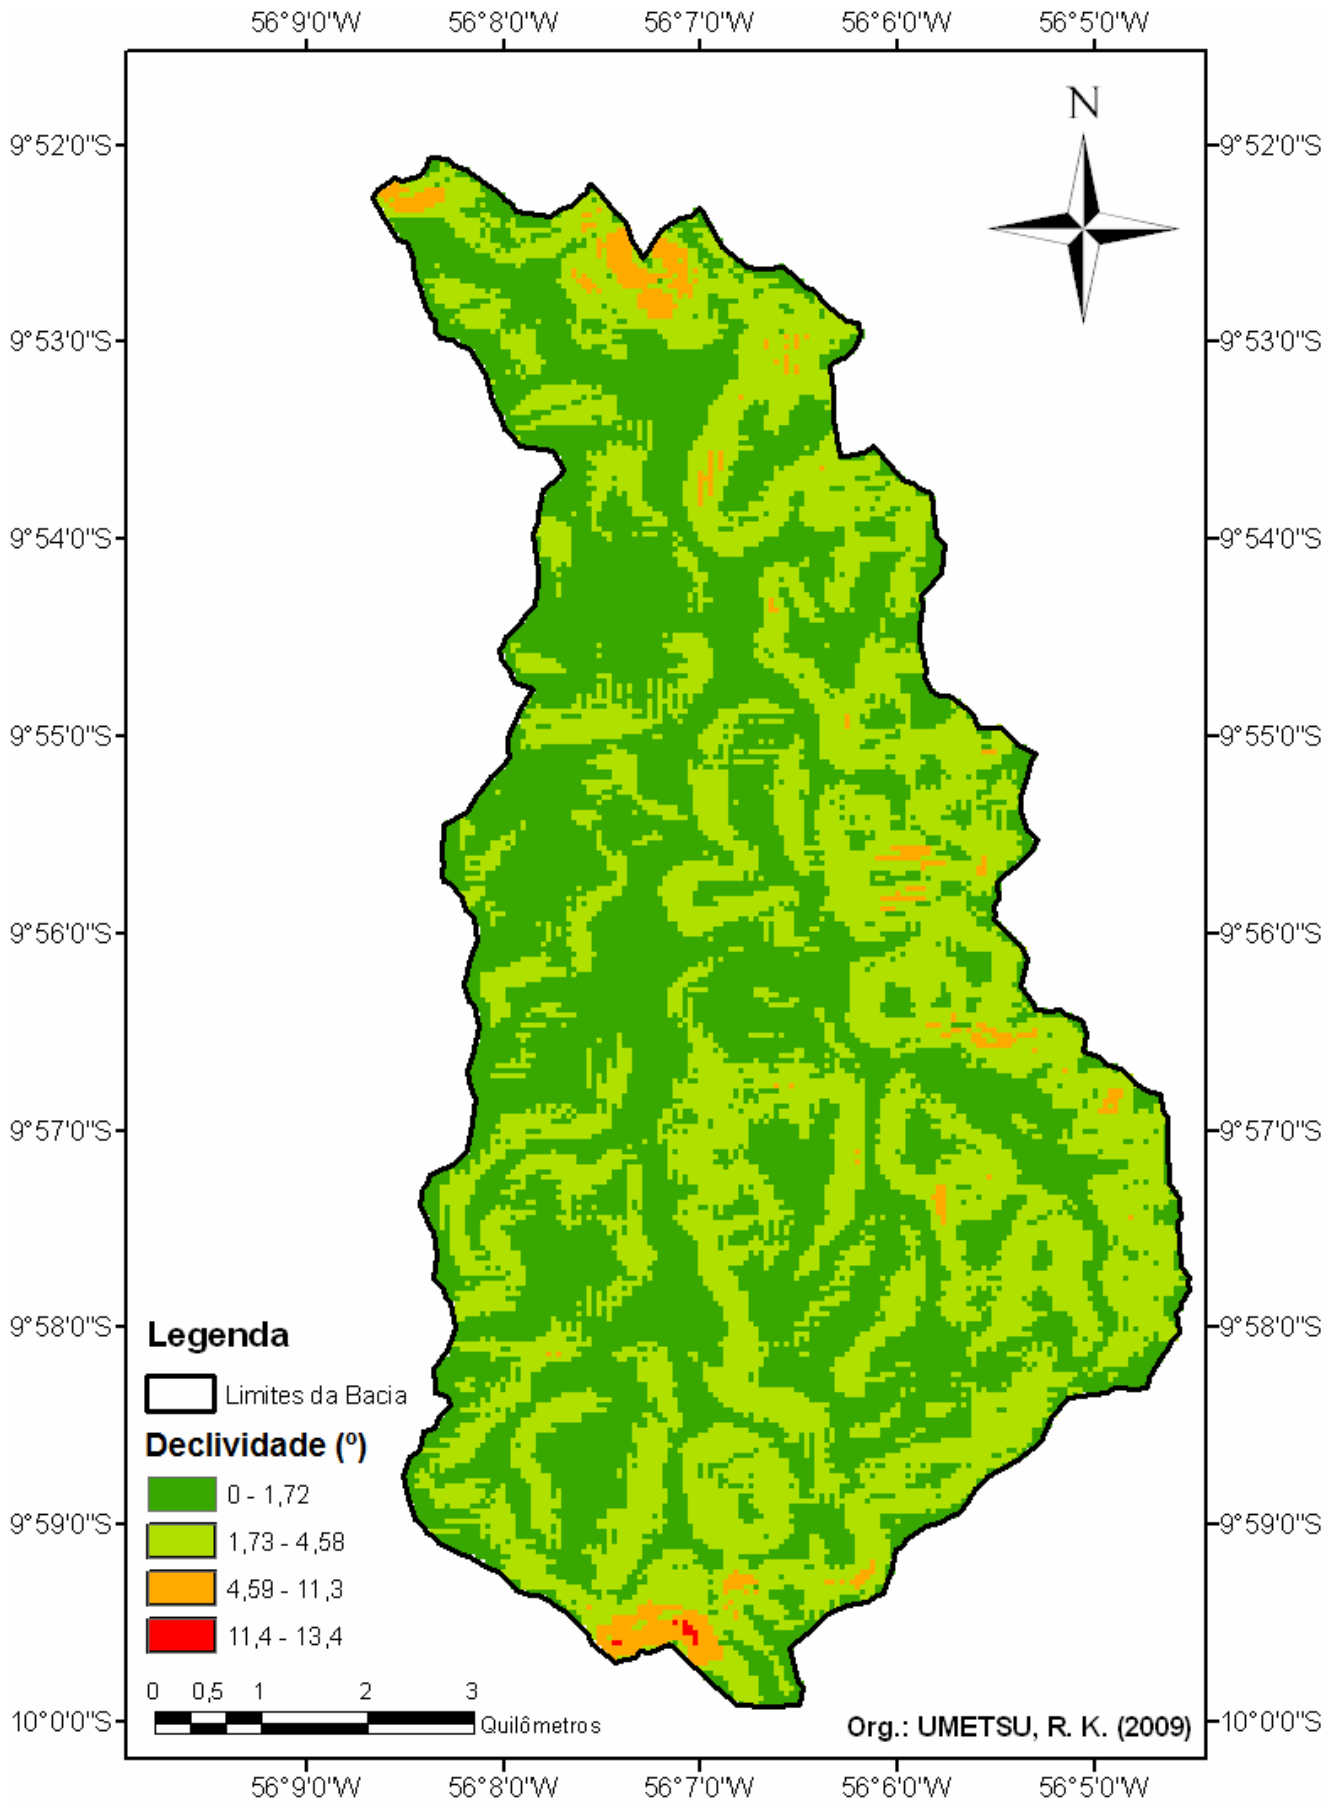 56°9'0"W 56°8'0"W 56°7'0"W 56°6'0"W 56°5'0"W
N
9°52'0"S 9°52'0"S
9°53'0"S 9°53'0"S
9°54'0"S 9°54'0"S
9°55'0"S 9°55'0"S
9°56'0"S 9°56'0"S
9°57'0"S 9°57'0"S
9°58'0"S 9°58'0"S
Legenda
Limites da Bacia
Declividade (º)
0 - 1,72
9°59'0"S 9°59'0"S
1,73 - 4,58
4,59 - 11,3
11,4 - 13,4
0 0,5 1 2 3
Quilômetros
10°0'0"S 10°0'0"S
Org.: UMETSU, R. K. (2009)
56°9'0"W 56°8'0"W 56°7'0"W 56°6'0"W 56°5'0"W